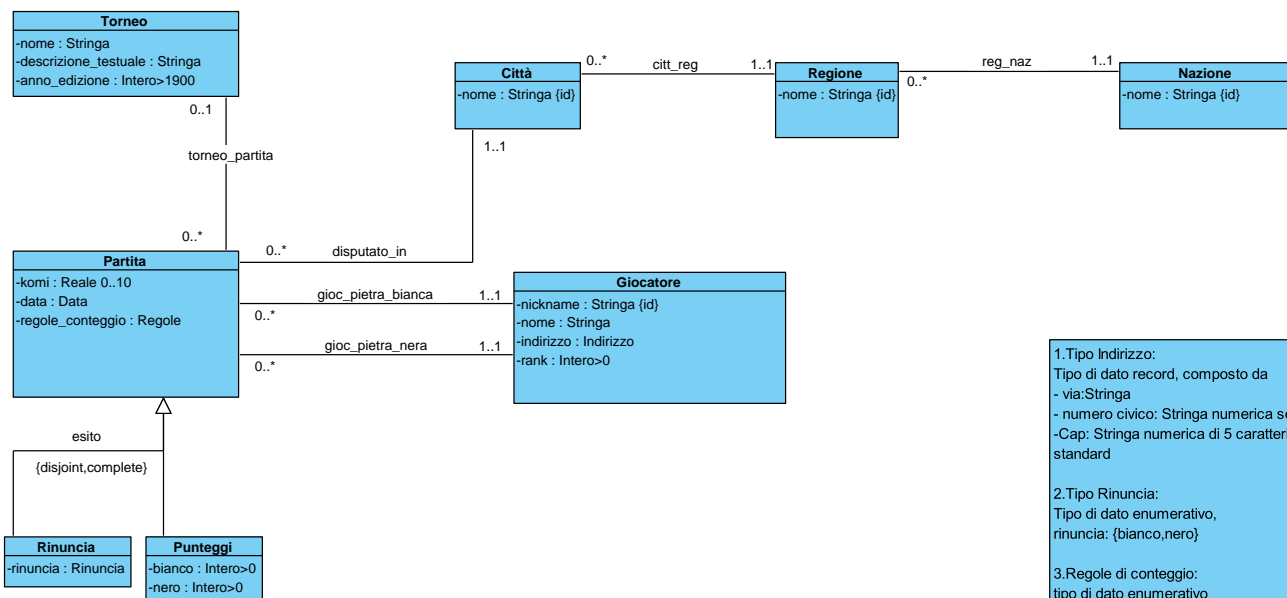 Torneo
-nome : Stringa
-descrizione_testuale : Stringa
-anno_edizione : Intero>1900
0..1
torneo_partita
0..*
Città
-nome : Stringa {id}
0..*
citt_reg
1..1
Regione
-nome : Stringa {id}
0..*
reg_naz
1..1
Nazione
-nome : Stringa {id}
1..1
0..*
disputato_in
Partita
-komi : Reale 0..10
-data : Data
-regole_conteggio : Regole
gioc_pietra_bianca
1..1
0..*
gioc_pietra_nera
1..1
0..*
Giocatore
-nickname : Stringa {id}
-nome : Stringa
-indirizzo : Indirizzo
-rank : Intero>0
esito
{disjoint,complete}
Rinuncia
-rinuncia : Rinuncia
Punteggi
-bianco : Intero>0
-nero : Intero>0
1.Tipo Indirizzo:
Tipo di dato record, composto da
- via:Stringa
- numero civico: Stringa numerica
-Cap: Stringa numerica di 5
standard
2.Tipo Rinuncia:
Tipo di dato enumerativo,
rinuncia: {bianco,nero}
3.Regole di conteggio:
tipo di dato enumerativo